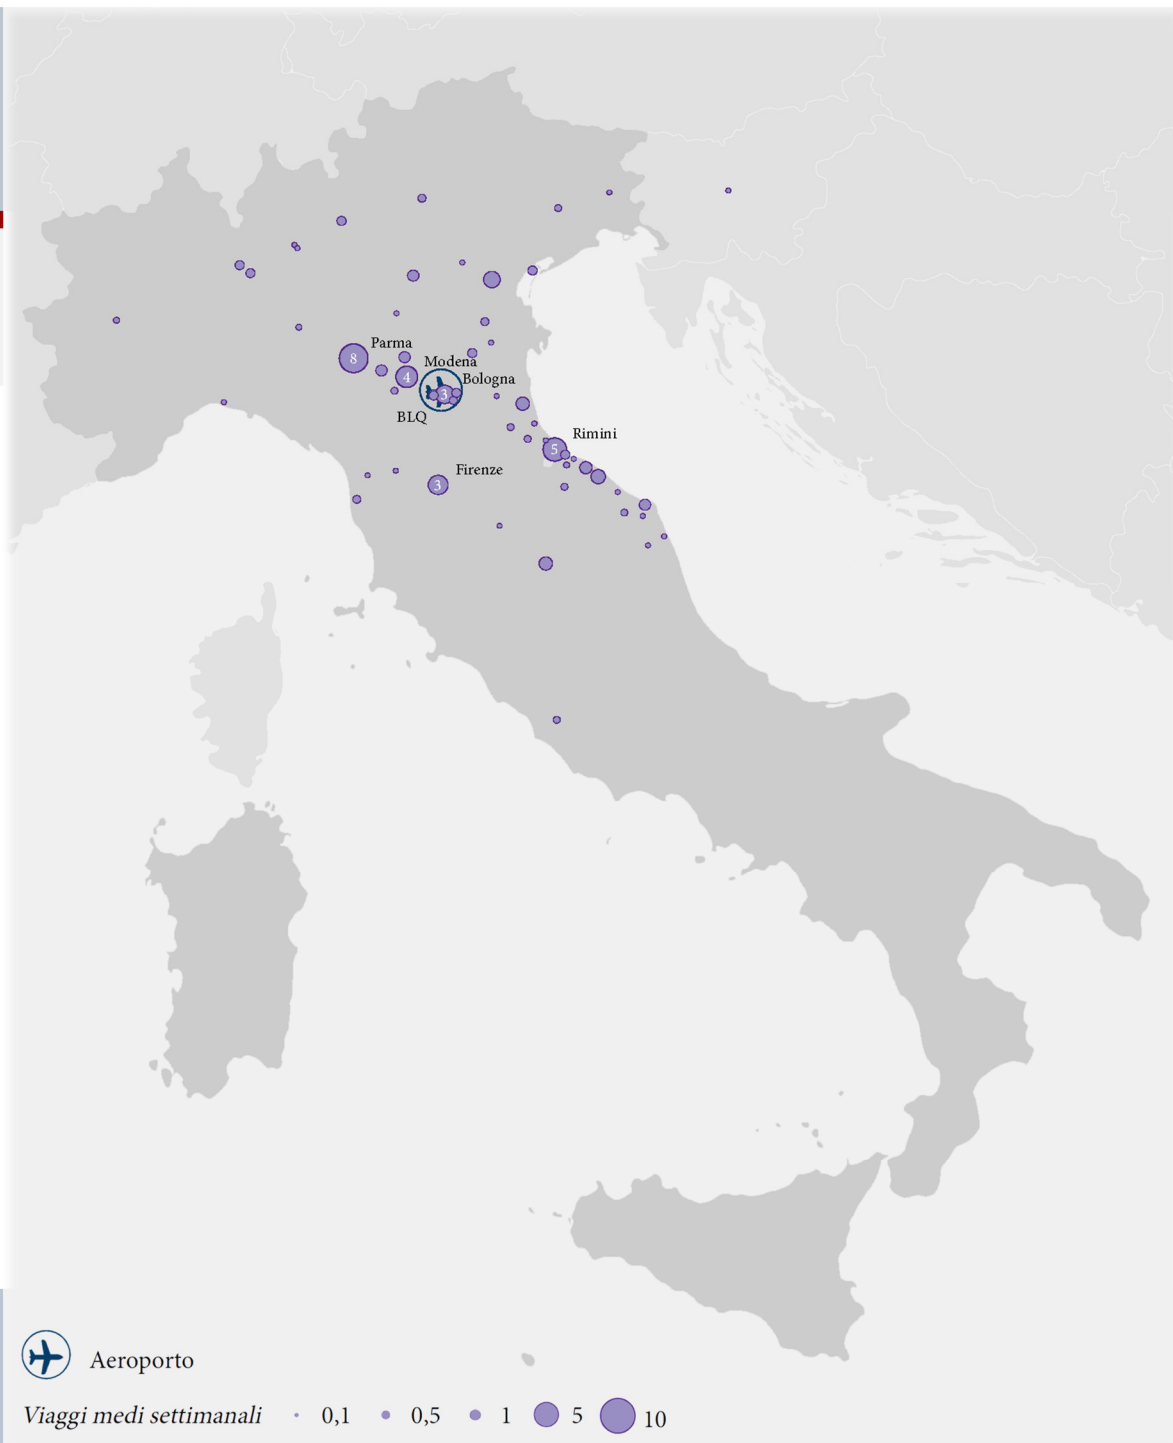 Parma
8
Modena
4
Bologna
3
BLQ
Rimini
5
Firenze
3
Aeroporto
Viaggi medi settimanali 0,1 0,5 1 5 10